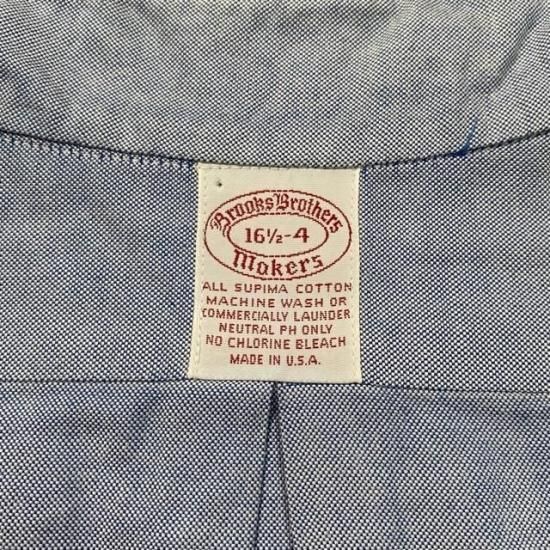 Brooks Brothers
16½-4
Makers
ALL SUPIMA COTTON
MACHINE WASH OR
COMMERCIALLY LAUNDER
NEUTRAL PH ONLY
NO CHLORINE BLEACH
MADE IN U.S.A.